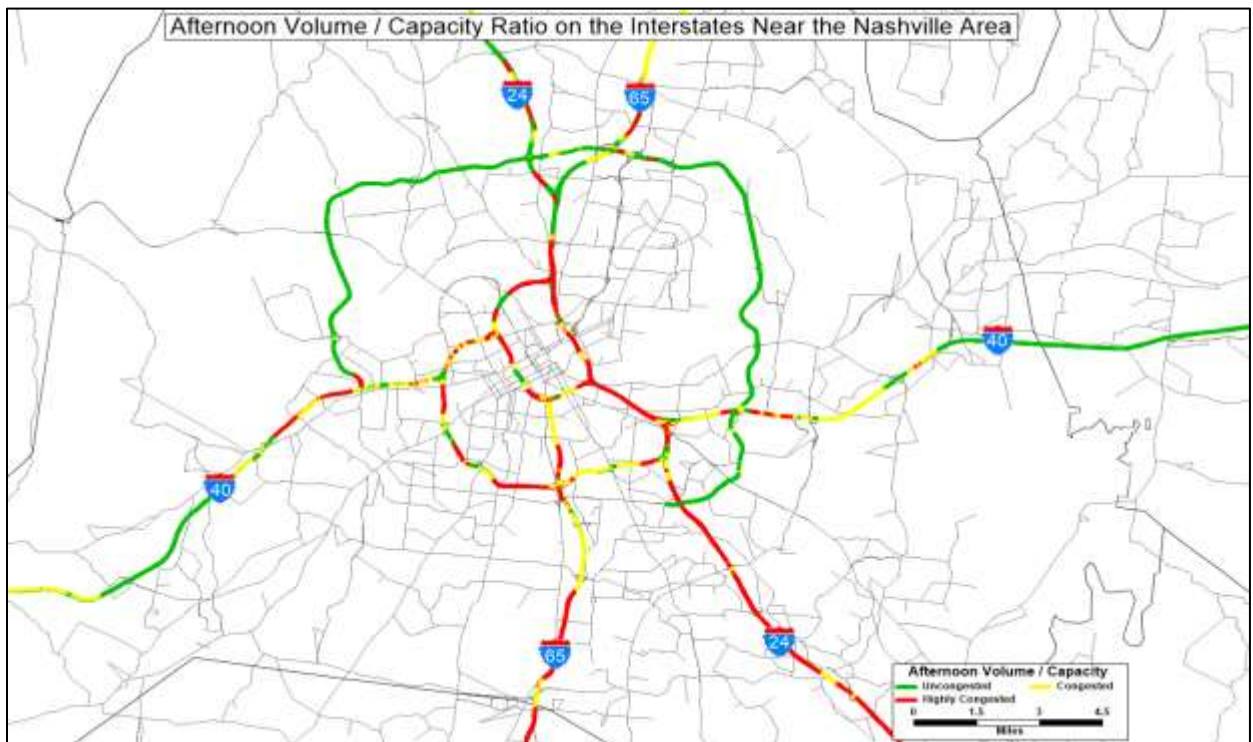 Afternoon Volume / Capacity Ratio on the Interstates Near the Nashville Area
24
65
40
40
65
24
Afternoon Volume / Capacity
Uncongested Congested
Highly Congested
0 1.5 3 4.5
Miles